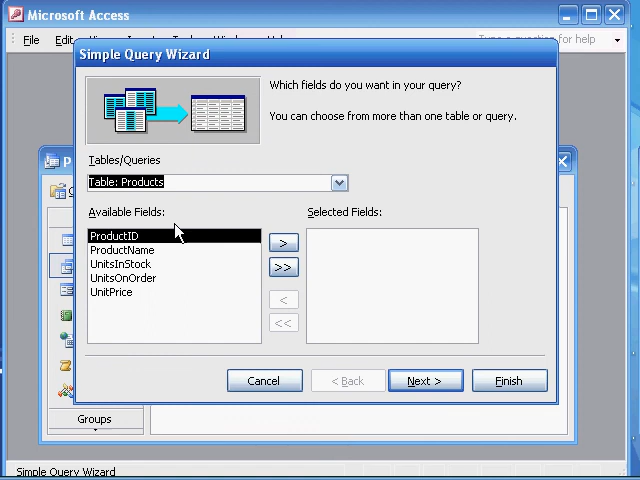 Microsoft Access
File Edit Help
Type a question for help
Simple Query Wizard
Which fields do you want in your query?
You can choose from more than one table or query.
Tables/Queries
Table: Products
Available Fields:
Selected Fields:
ProductID
ProductName
UnitsInStock
UnitsOnOrder
UnitPrice
>
>>
<
<<
Cancel
< Back
Next >
Finish
Groups
Simple Query Wizard